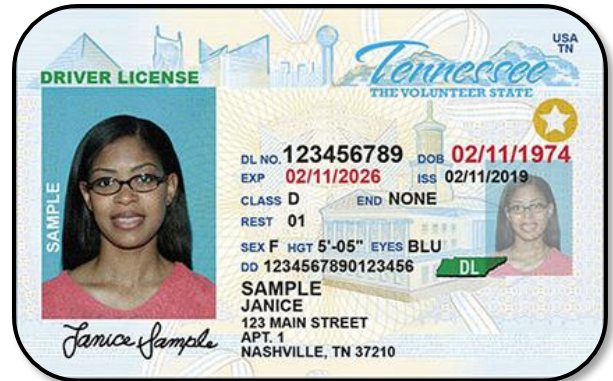 USA
TN
Tennessee
THE VOLUNTEER STATE
DRIVER LICENSE
SAMPLE
DL NO. 123456789 DOB 02/11/1974
EXP 02/11/2026 ISS 02/11/2019
CLASS D END NONE
REST 01
SEX F HGT 5'-05" EYES BLU
DD 1234567890123456 DL
SAMPLE
JANICE
123 MAIN STREET
APT. 1
NASHVILLE, TN 37210
Janice Sample